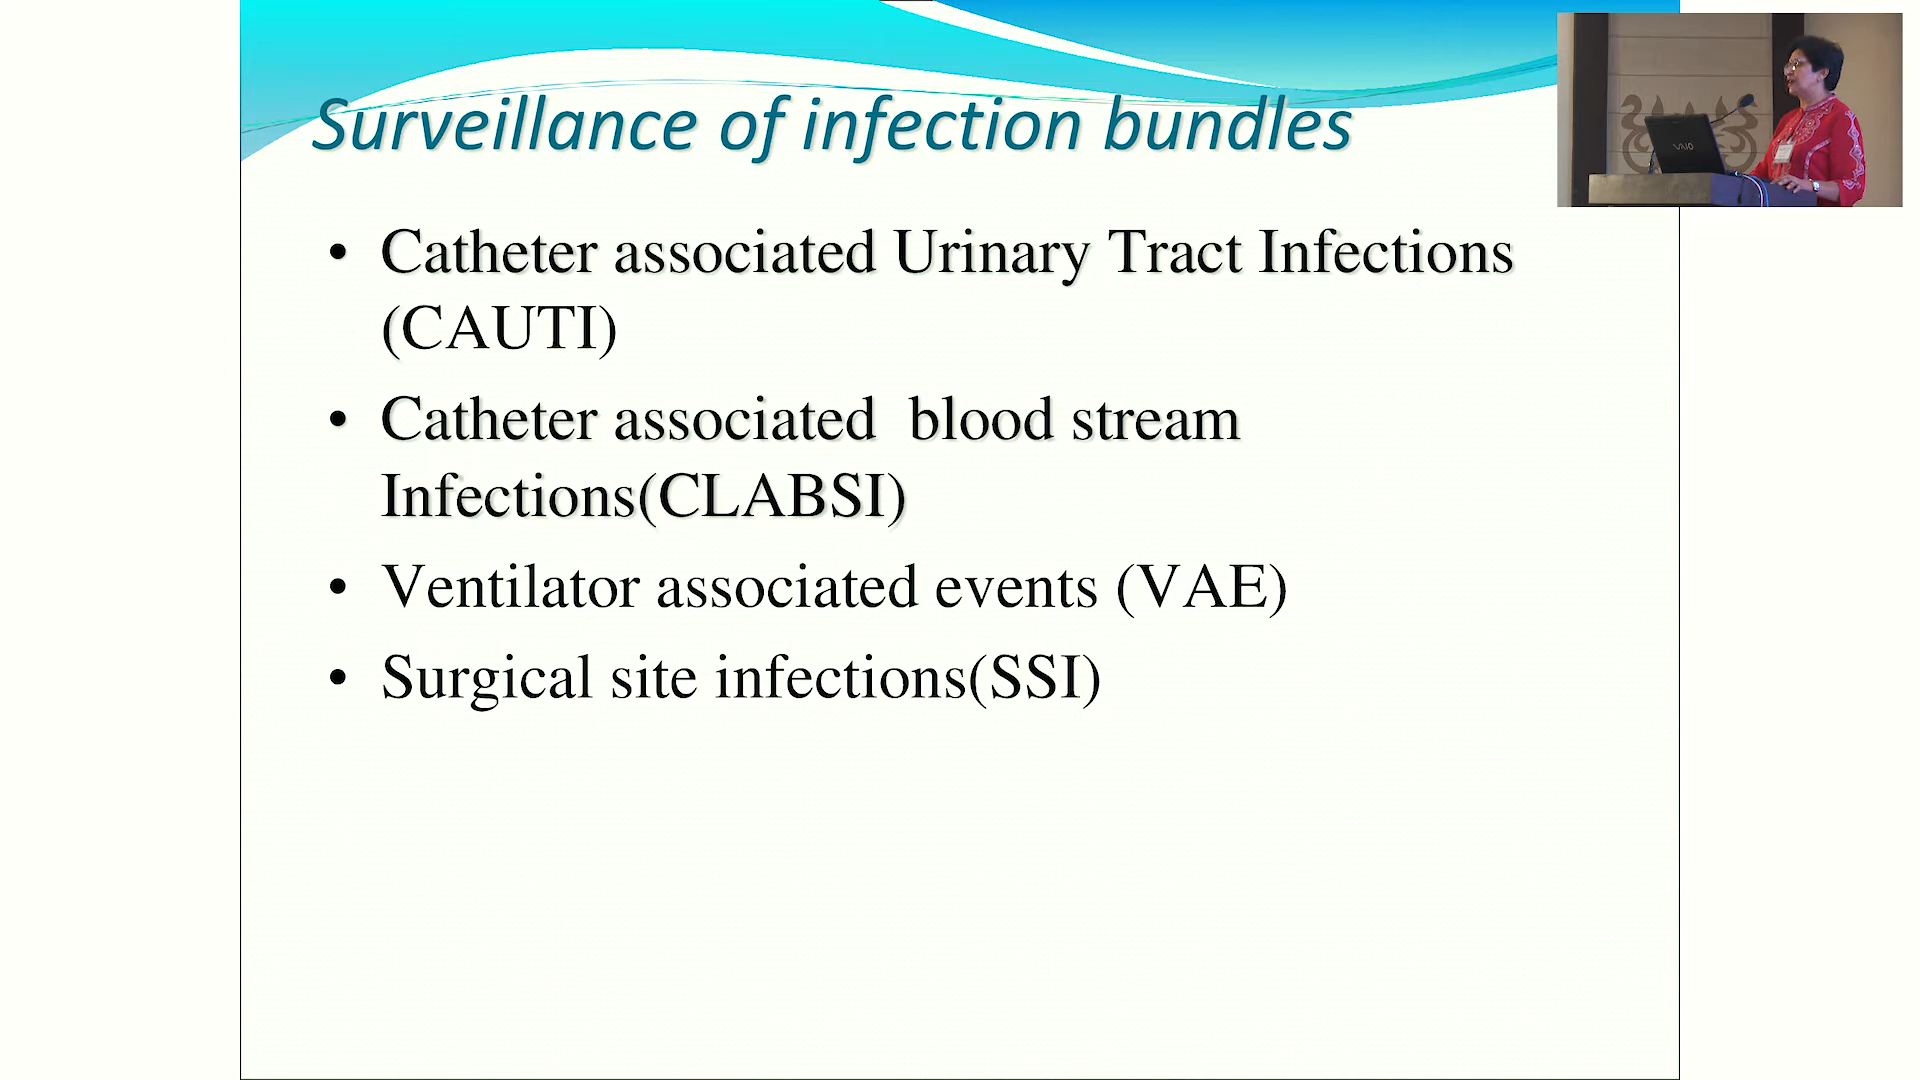 Surveillance of infection bundles
• Catheter associated Urinary Tract Infections
(CAUTI)
• Catheter associated  blood stream
Infections(CLABSI)
• Ventilator associated events (VAE)
• Surgical site infections(SSI)
VAIO